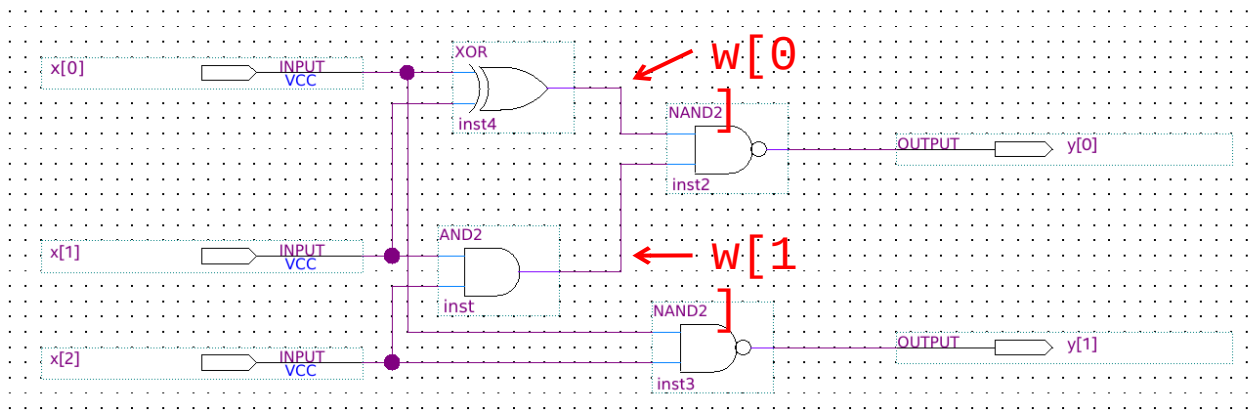 XOR
x[0]
INPUT
VCC
w[0
]
inst4
NAND2
inst2
OUTPUT
y[0]
x[1]
INPUT
VCC
AND2
inst
w[1
]
NAND2
inst3
x[2]
INPUT
VCC
OUTPUT
y[1]